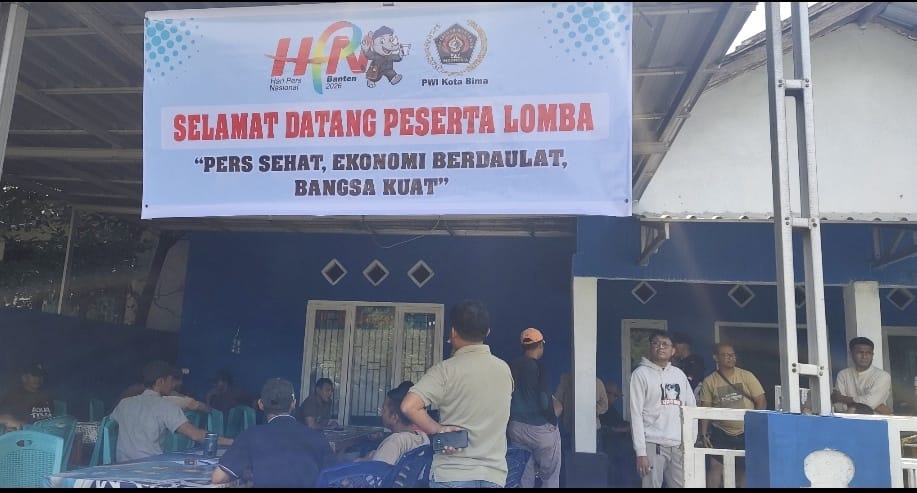 HPN
Hari Pers
Nasional
Banten
2026
PWI Kota Bima
SELAMAT DATANG PESERTA LOMBA
“PERS SEHAT, EKONOMI BERDAULAT,
BANGSA KUAT”